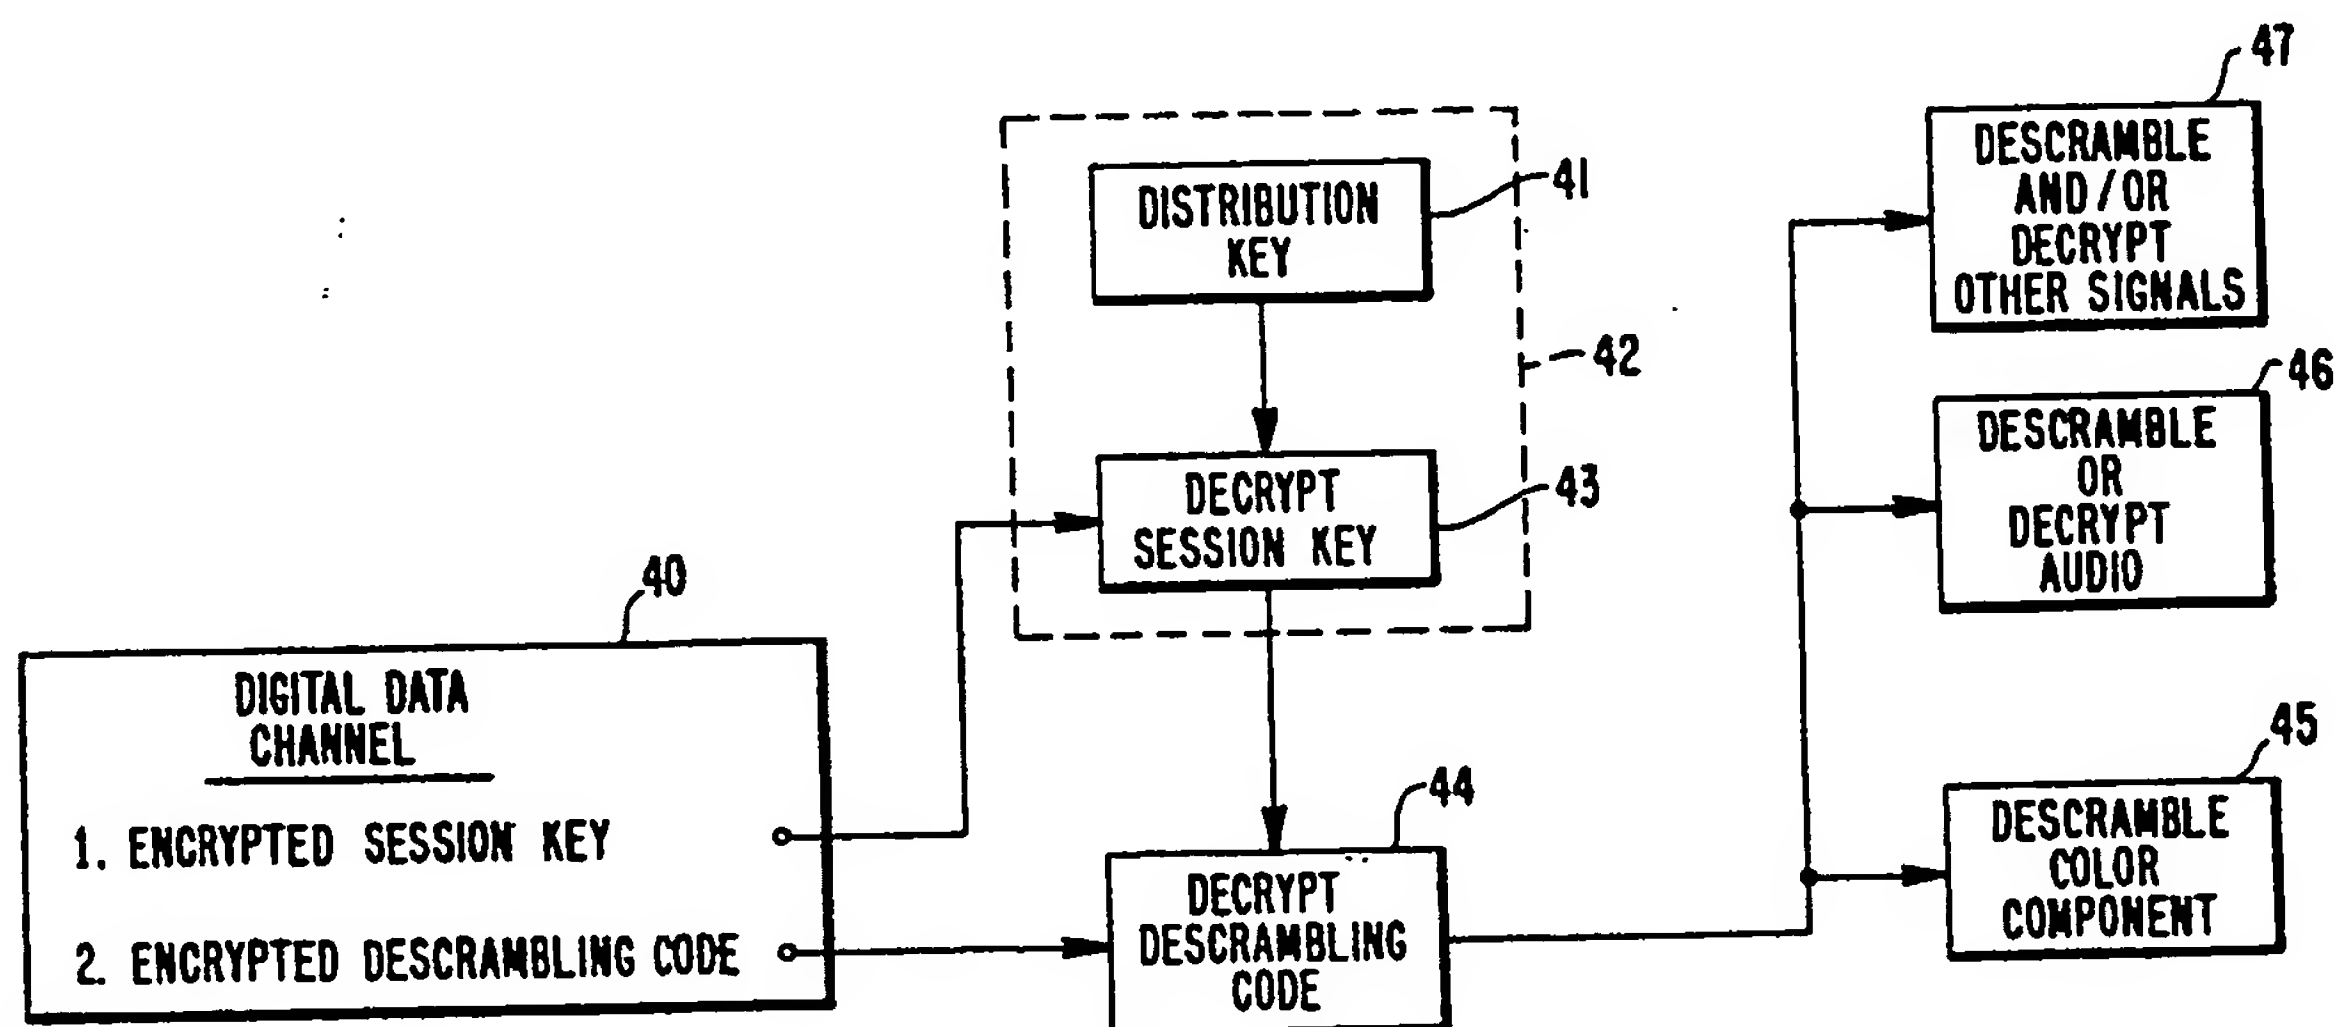 47
DESCRAMBLE
AND/OR
DECRYPT
OTHER SIGNALS
DISTRIBUTION
KEY
41
42
46
DESCRAMBLE
OR
DECRYPT
AUDIO
DECRYPT
SESSION KEY
43
40
DIGITAL DATA
CHANNEL
1. ENCRYPTED SESSION KEY
2. ENCRYPTED DESCRAMBLING CODE
44
DECRYPT
DESCRAMBLING
CODE
45
DESCRAMBLE
COLOR
COMPONENT